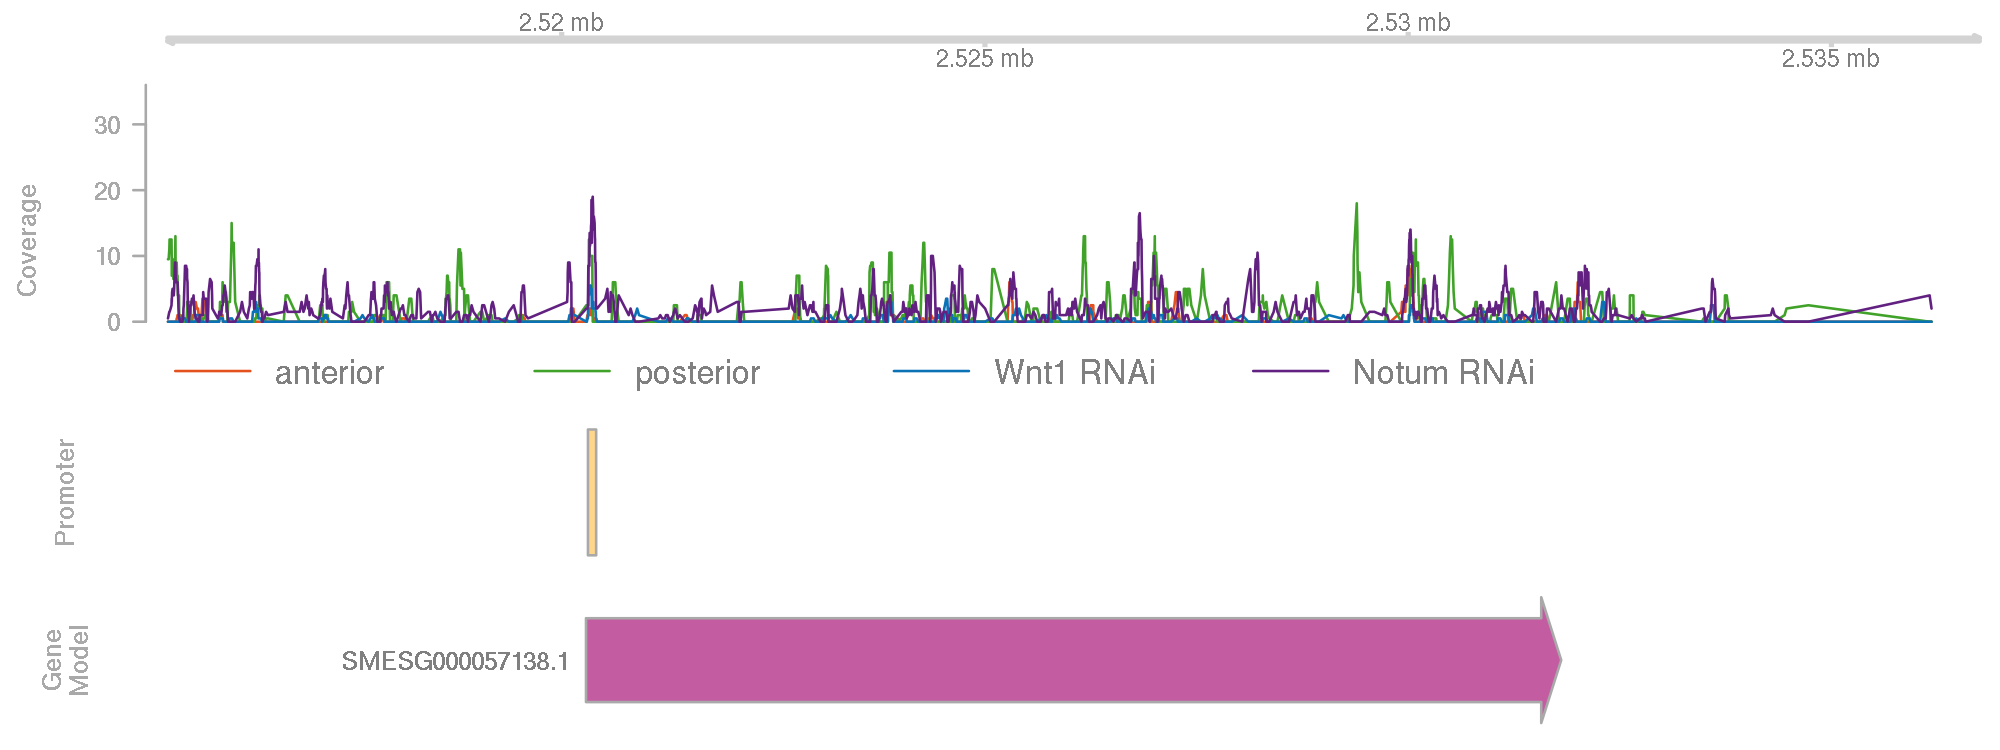 2.52 mb
2.53 mb
2.525 mb
2.535 mb
30
20
10
0
Coverage
anterior
posterior
Wnt1 RNAi
Notum RNAi
Promoter
0
Gene
Model
SMESG000057138.1